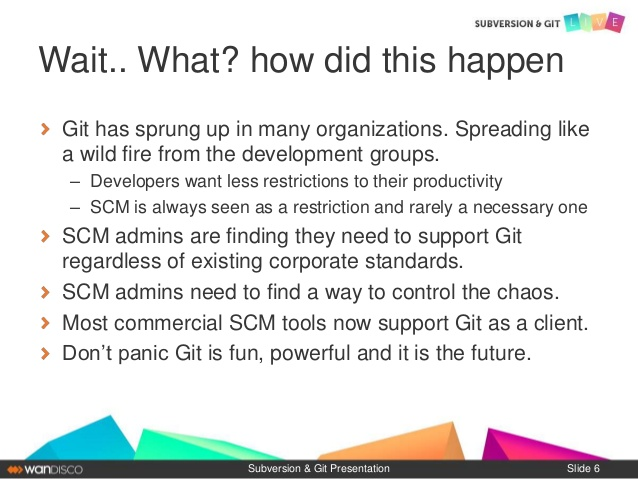 SUBVERSION & GIT LIVE
Wait.. What? how did this happen
Git has sprung up in many organizations. Spreading like
a wild fire from the development groups.
– Developers want less restrictions to their productivity
– SCM is always seen as a restriction and rarely a necessary one
SCM admins are finding they need to support Git
regardless of existing corporate standards.
SCM admins need to find a way to control the chaos.
Most commercial SCM tools now support Git as a client.
Don’t panic Git is fun, powerful and it is the future.
WANDISCO Subversion & Git Presentation Slide 6